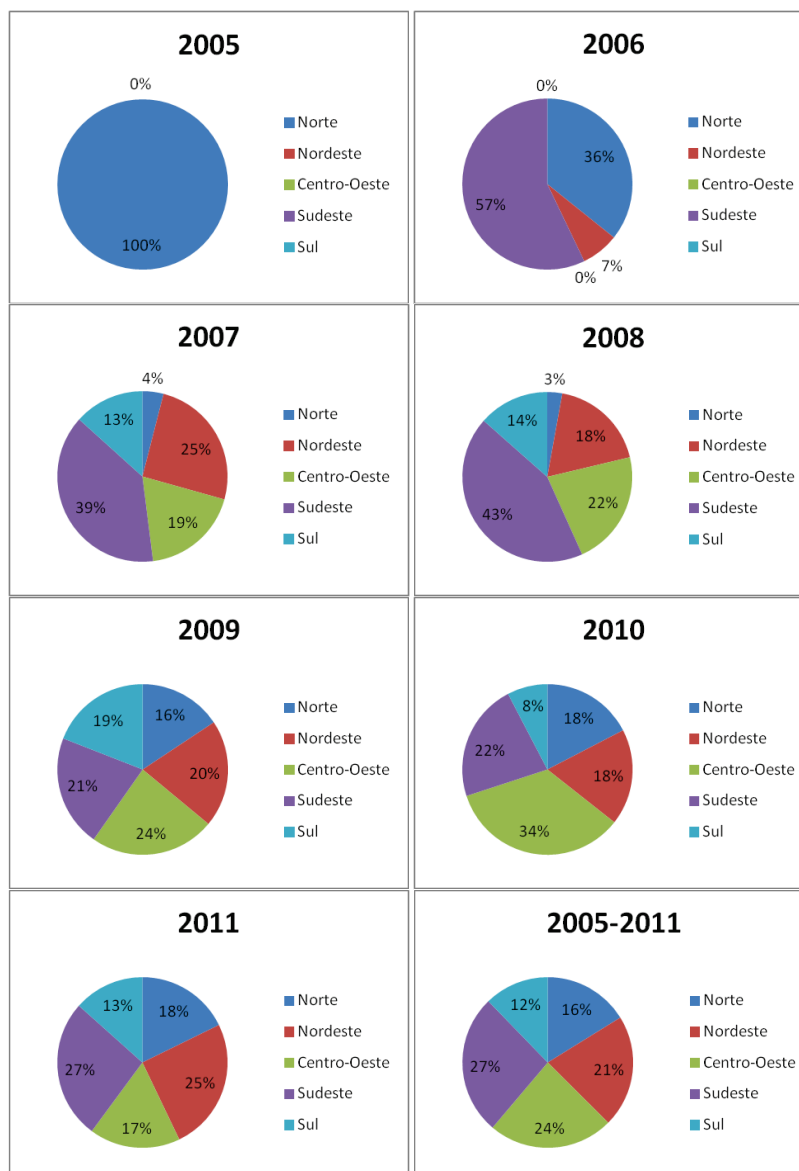 2005
0%
100%
Norte
Nordeste
Centro-Oeste
Sudeste
Sul
2006
0%
36%
57%
7%
0%
Norte
Nordeste
Centro-Oeste
Sudeste
Sul
2007
4%
13%
25%
39%
19%
Norte
Nordeste
Centro-Oeste
Sudeste
Sul
2008
3%
14%
18%
43%
22%
Norte
Nordeste
Centro-Oeste
Sudeste
Sul
2009
19%
16%
21%
20%
24%
Norte
Nordeste
Centro-Oeste
Sudeste
Sul
2010
8%
18%
22%
18%
34%
Norte
Nordeste
Centro-Oeste
Sudeste
Sul
2011
13%
18%
27%
25%
17%
Norte
Nordeste
Centro-Oeste
Sudeste
Sul
2005-2011
12%
16%
27%
21%
24%
Norte
Nordeste
Centro-Oeste
Sudeste
Sul